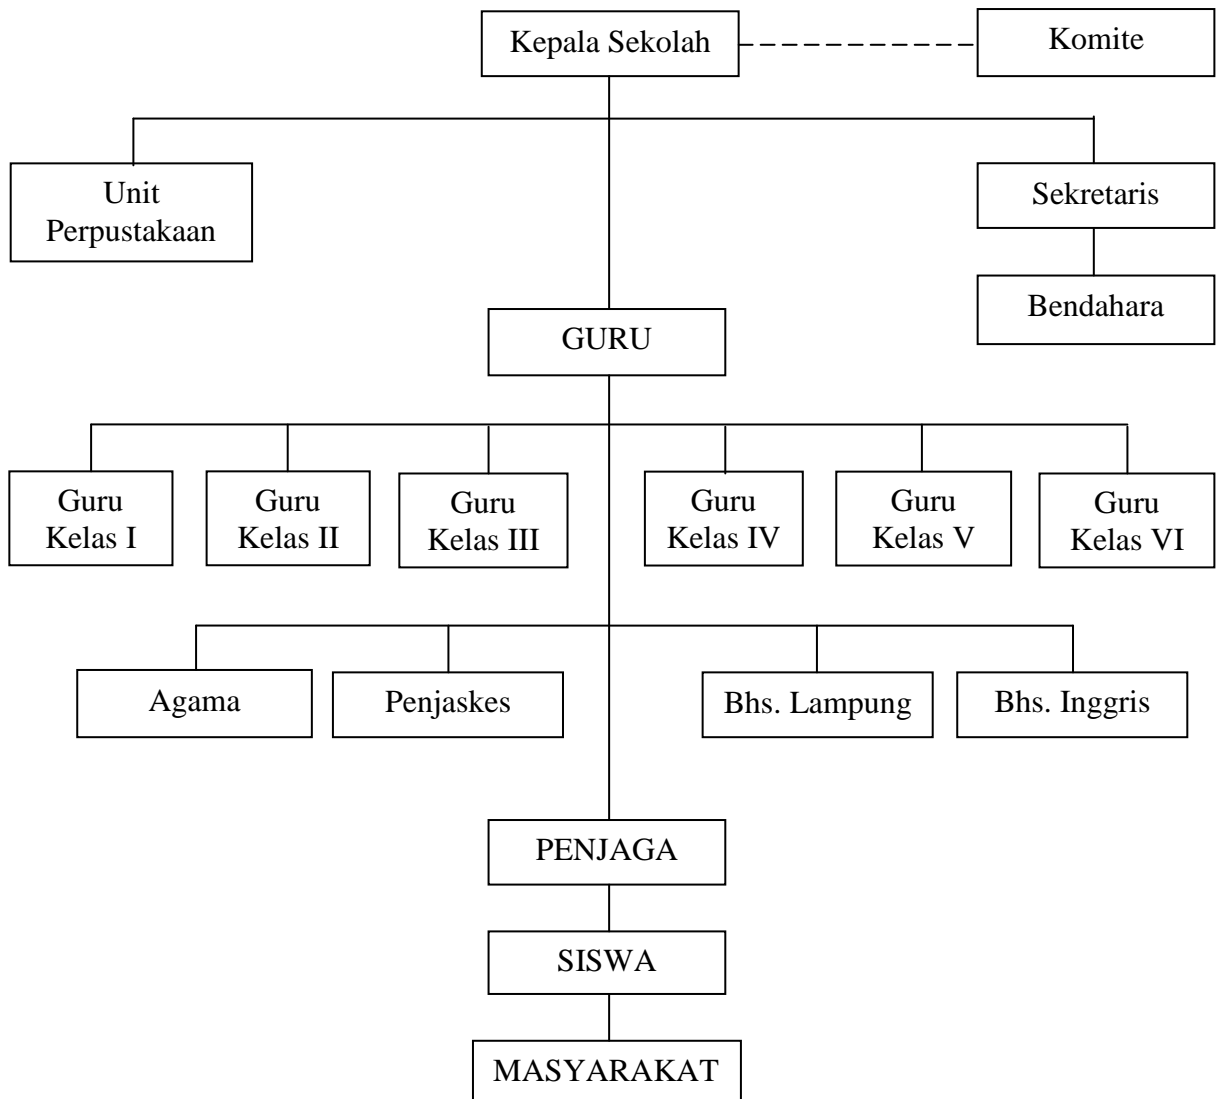 Kepala Sekolah
Komite
Unit
Perpustakaan
Sekretaris
Bendahara
GURU
Guru
Kelas I
Guru
Kelas II
Guru
Kelas III
Guru
Kelas IV
Guru
Kelas V
Guru
Kelas VI
Agama
Penjaskes
Bhs. Lampung
Bhs. Inggris
PENJAGA
SISWA
MASYARAKAT